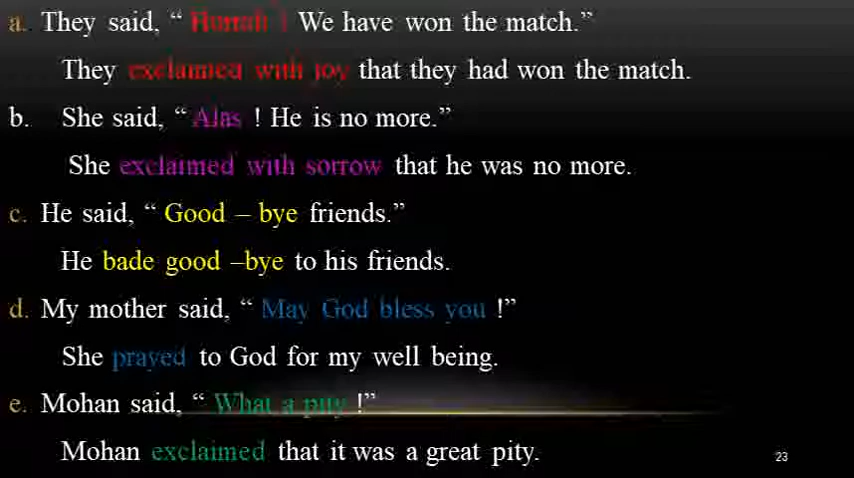 a. They said, “ Hurrah ! We have won the match.”
They exclaimed with joy that they had won the match.
b. She said, “ Alas ! He is no more.”
She exclaimed with sorrow that he was no more.
c. He said, “ Good – bye friends.”
He bade good –bye to his friends.
d. My mother said, “ May God bless you !”
She prayed to God for my well being.
e. Mohan said, “ What a pity !”
Mohan exclaimed that it was a great pity.
23